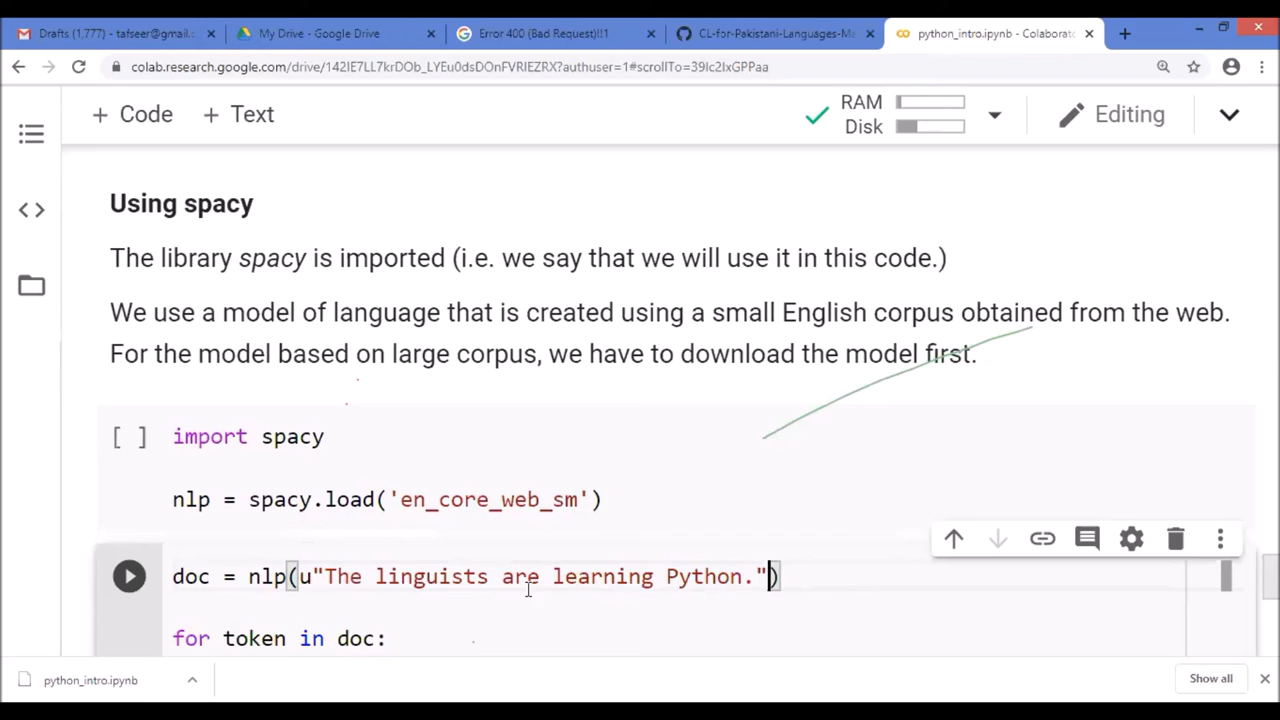 Drafts (1,777) - tafseer@gmail.c
My Drive - Google Drive
Error 400 (Bad Request)!!1
CL-for-Pakistani-Languages-Ma
python_intro.ipynb - Colaborato
colab.research.google.com/drive/142IE7LL7krDOb_LYEu0dsDOnFVRIEZRX?authuser=1#scrollTo=39Ic2IxGPPaa
+ Code + Text
RAM
Disk
Editing
Using spacy
The library spacy is imported (i.e. we say that we will use it in this code.)
We use a model of language that is created using a small English corpus obtained from the web.
For the model based on large corpus, we have to download the model first.
[ ] import spacy
nlp = spacy.load('en_core_web_sm')
doc = nlp(u"The linguists are learning Python.")
for token in doc:
python_intro.ipynb
Show all